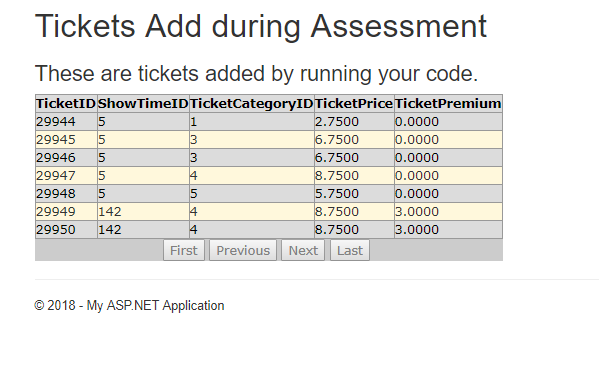 Tickets Add during Assessment
These are tickets added by running your code.
TicketID ShowTimeID TicketCategoryID TicketPrice TicketPremium
29944 5 1 2.7500 0.0000
29945 5 3 6.7500 0.0000
29946 5 3 6.7500 0.0000
29947 5 4 8.7500 0.0000
29948 5 5 5.7500 0.0000
29949 142 4 8.7500 3.0000
29950 142 4 8.7500 3.0000
First Previous Next Last
© 2018 - My ASP.NET Application